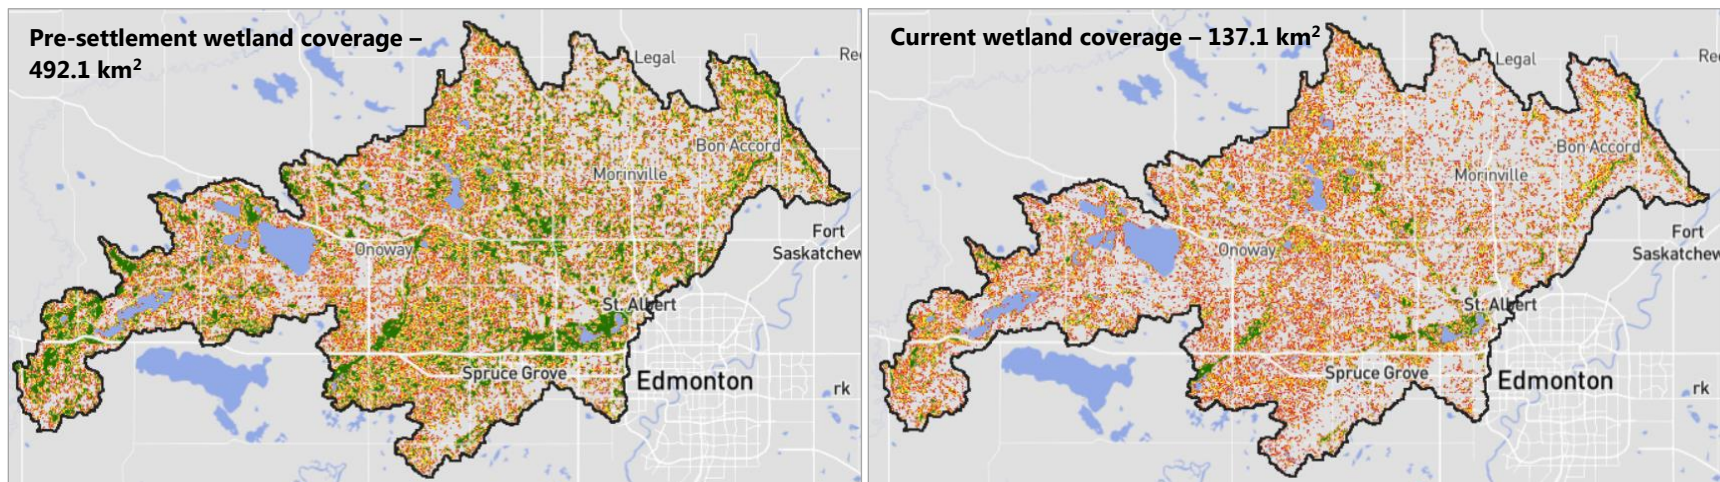 Pre-settlement wetland coverage –
492.1 km²
Legal
Re
Bon Accord
Morinville
Onoway
Fort
Saskatchew
St. Albert
Spruce Grove
Edmonton
rk
Current wetland coverage – 137.1 km²
Legal
Re
Bon Accord
Morinville
Onoway
Fort
Saskatchew
St. Albert
Spruce Grove
Edmonton
rk